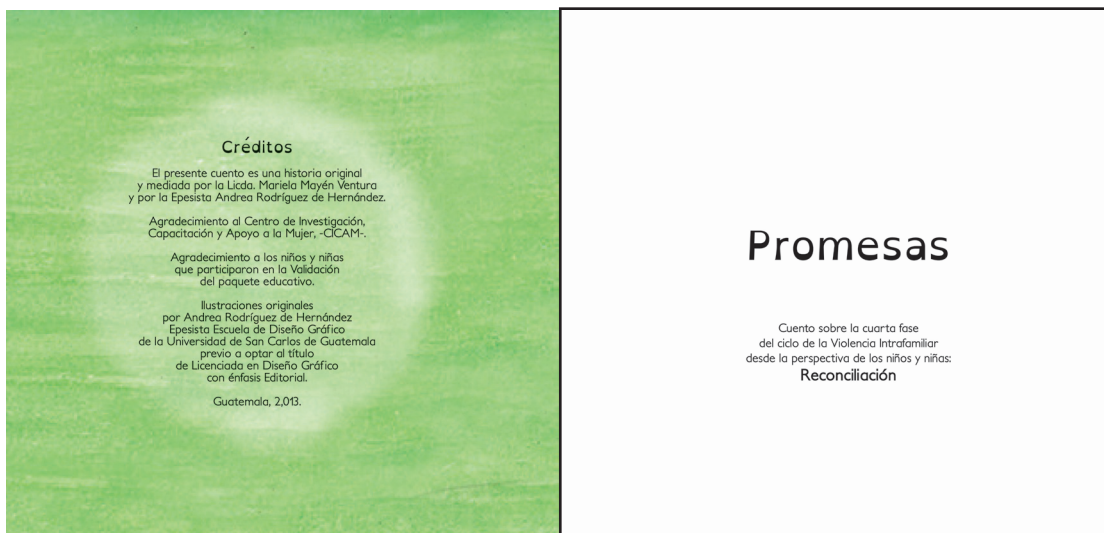 Créditos
El presente cuento es una historia original
y mediada por la Licda. Mariela Mayén Ventura
y por la Epesista Andrea Rodríguez de Hernández.
Agradecimiento al Centro de Investigación,
Capacitación y Apoyo a la Mujer, -CICAM-.
Agradecimiento a los niños y niñas
que participaron en la Validación
del paquete educativo.
Ilustraciones originales
por Andrea Rodríguez de Hernández
Epesista Escuela de Diseño Gráfico
de la Universidad de San Carlos de Guatemala
previo a optar al título
de Licenciada en Diseño Gráfico
con énfasis Editorial.
Guatemala, 2,013.
Promesas
Cuento sobre la cuarta fase
del ciclo de la Violencia Intrafamiliar
desde la perspectiva de los niños y niñas:
Reconciliación